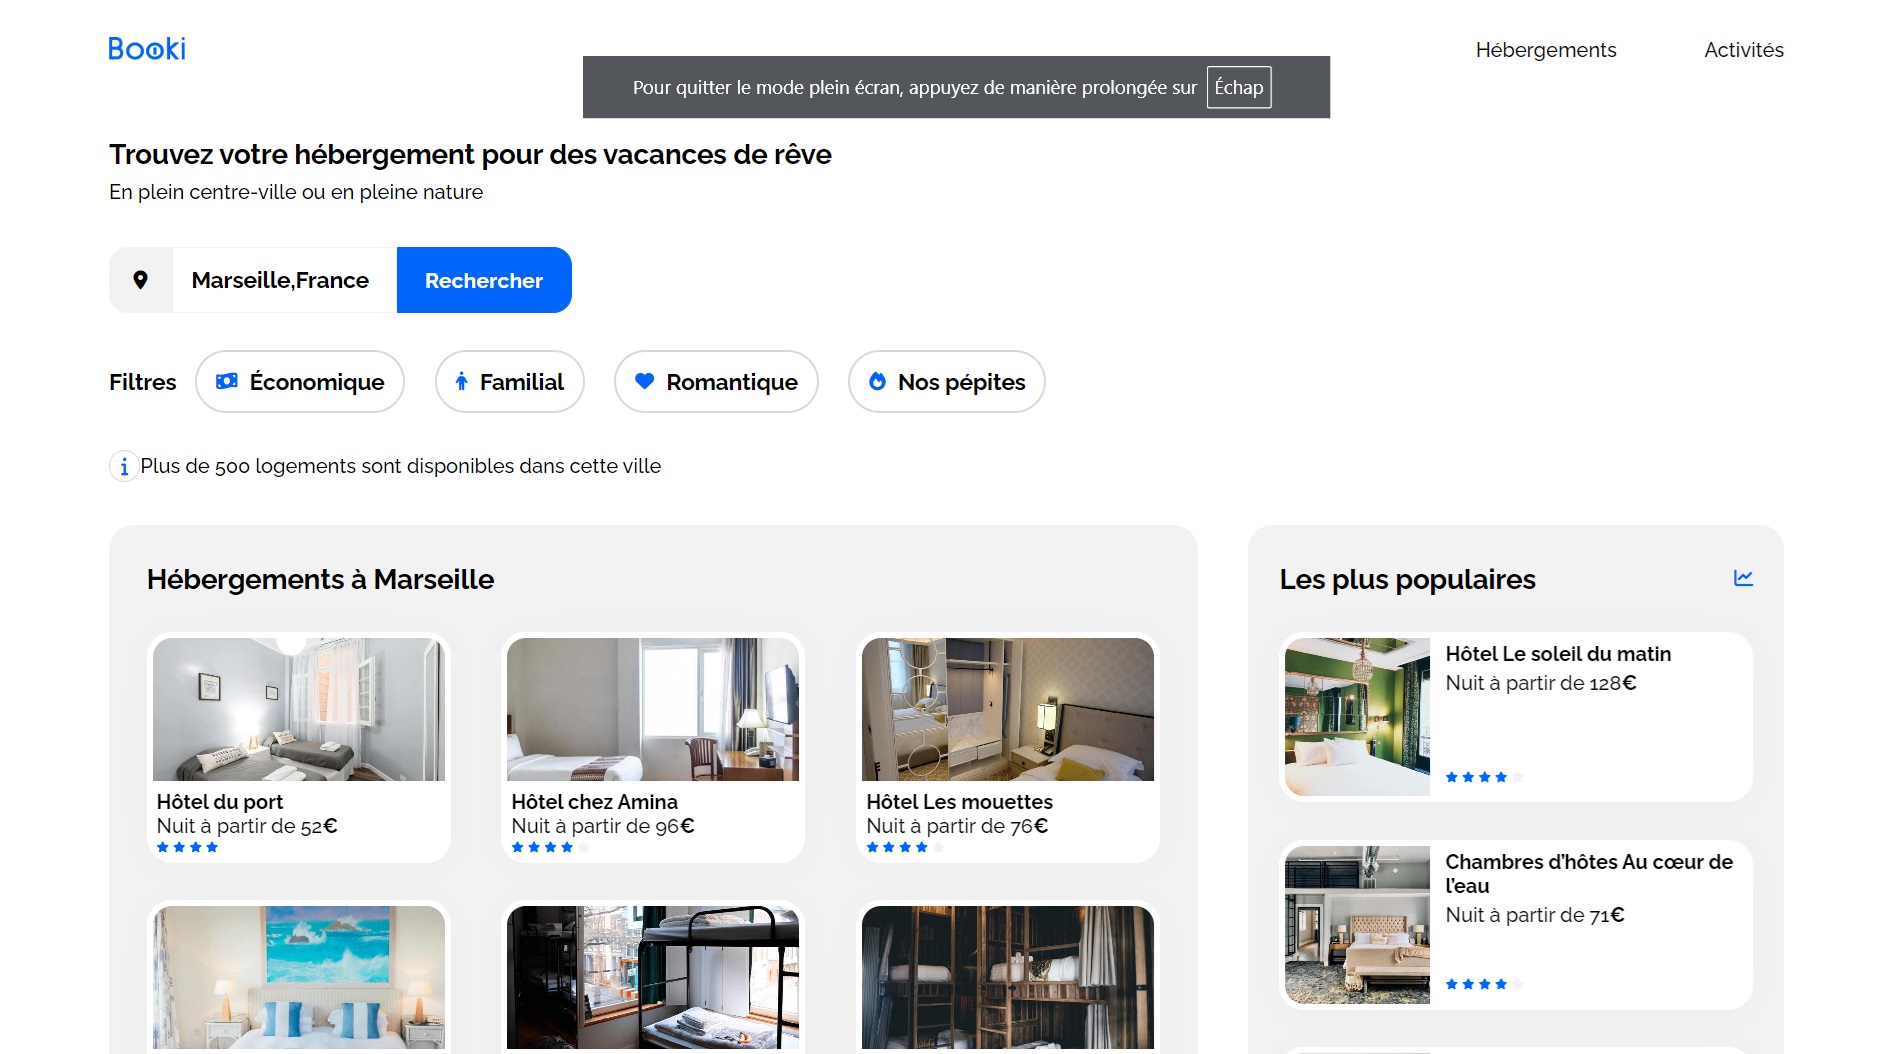 Booki
Hébergements
Activités
Pour quitter le mode plein écran, appuyez de manière prolongée sur Échap
Trouvez votre hébergement pour des vacances de rêve
En plein centre-ville ou en pleine nature
Marseille,France
Rechercher
Filtres
Économique
Familial
Romantique
Nos pépites
Plus de 500 logements sont disponibles dans cette ville
Hébergements à Marseille
Hôtel du port
Nuit à partir de 52€
Hôtel chez Amina
Nuit à partir de 96€
Hôtel Les mouettes
Nuit à partir de 76€
Les plus populaires
Hôtel Le soleil du matin
Nuit à partir de 128€
Chambres d’hôtes Au cœur de
l’eau
Nuit à partir de 71€